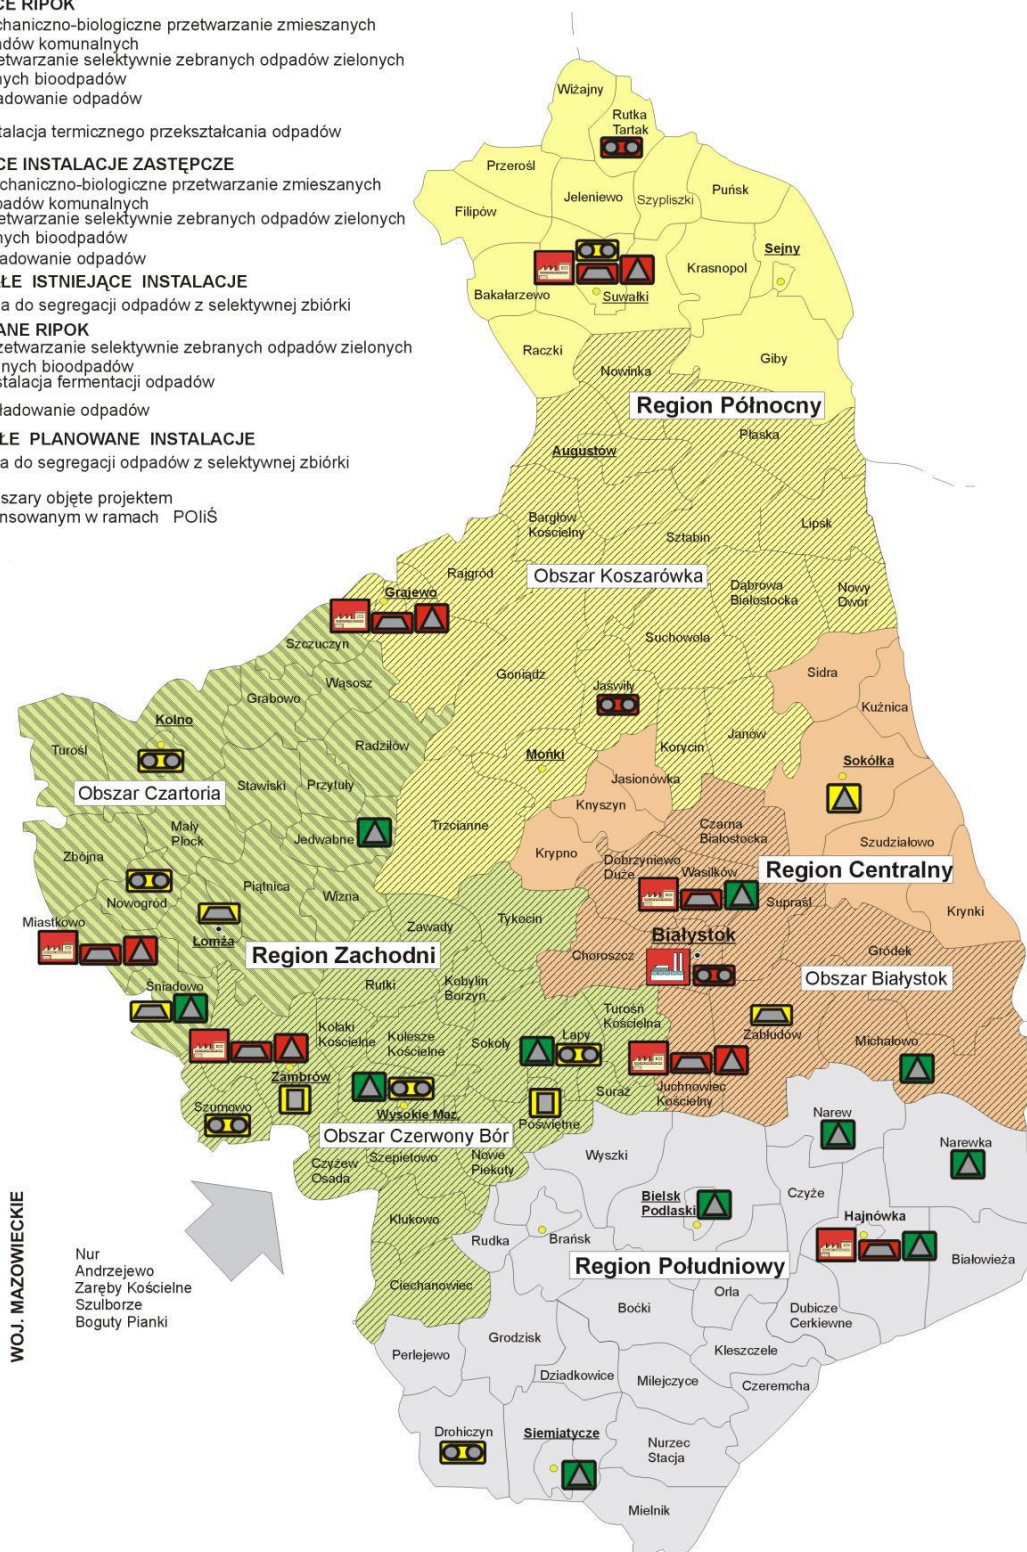 CE RIPOK
chaniczno-biologiczne przetwarzanie zmieszanych
adów komunalnych
etwarzanie selektywnie zebranych odpadów zielonych
nych bioodpadów
adowanie odpadów
talacja termicznego przekształcania odpadów
CE INSTALACJE ZASTĘPCZE
chaniczno-biologiczne przetwarzanie zmieszanych
padów komunalnych
etwarzanie selektywnie zebranych odpadów zielonych
nych bioodpadów
ładowanie odpadów
AŁE ISTNIEJĄCE INSTALACJE
a do segregacji odpadów z selektywnej zbiórki
ANE RIPOK
zetwarzanie selektywnie zebranych odpadów zielonych
nych bioodpadów
stalacja fermentacji odpadów
ładowanie odpadów
ŁE PLANOWANE INSTALACJE
a do segregacji odpadów z selektywnej zbiórki
szary objęte projektem
nsowanym w ramach POIiŚ
Wiżajny
Rutka
Tartak
Przerośl
Jeleniewo
Szypliszki
Puńsk
Filipów
Sejny
Krasnopol
Bakałarzewo
Suwałki
Raczki
Giby
Nowinka
Region Północny
Płaska
Augustów
Bargłów
Kościelny
Lipsk
Sztabin
Rajgród
Obszar Koszarówka
Dąbrowa
Białostocka
Nowy
Dwór
Grajewo
Szczuczyn
Suchowola
Wąsosz
Goniądz
Jaświły
Sidra
Grabowo
Kuźnica
Kolno
Turośl
Radziłów
Korycin
Janów
Mońki
Sokółka
Jasionówka
Stawiski
Przytuły
Obszar Czartoria
Knyszyn
Mały
Płock
Trzcianne
Czarna
Białostocka
Jedwabne
Szudziałowo
Zbójna
Krypno
Dobrzyniewo
Duże
Wasilków
Region Centralny
Piątnica
Wizna
Nowogród
Supraśl
Krynki
Miastkowo
Tykocin
Zawady
Łomża
Białystok
Region Zachodni
Gródek
Choroszcz
Obszar Białystok
Rutki
Kobylin
Borzyn
Śniadowo
Turośń
Kościelna
Kołaki
Kościelne
Kulesze
Kościelne
Sokoły
Łapy
Zabłudów
Michałowo
Zambrów
Suraż
Juchnowiec
Kościelny
Szumowo
Wysokie Maz.
Poświętne
Narew
Obszar Czerwony Bór
Narewka
Wyszki
Szepietowo
Nowe
Piekuty
Czyżew
Osada
Czyże
Bielsk
Podlaski
Klukowo
Hajnówka
Rudka
Brańsk
Białowieża
Region Południowy
Nur
Andrzejewo
Zaręby Kościelne
Szulborze
Boguty Pianki
WOJ. MAZOWIECKIE
Ciechanowiec
Orla
Boćki
Dubicze
Cerkiewne
Grodzisk
Perlejewo
Kleszczele
Dziadkowice
Milejczyce
Czeremcha
Drohiczyn
Siemiatycze
Nurzec
Stacja
Mielnik